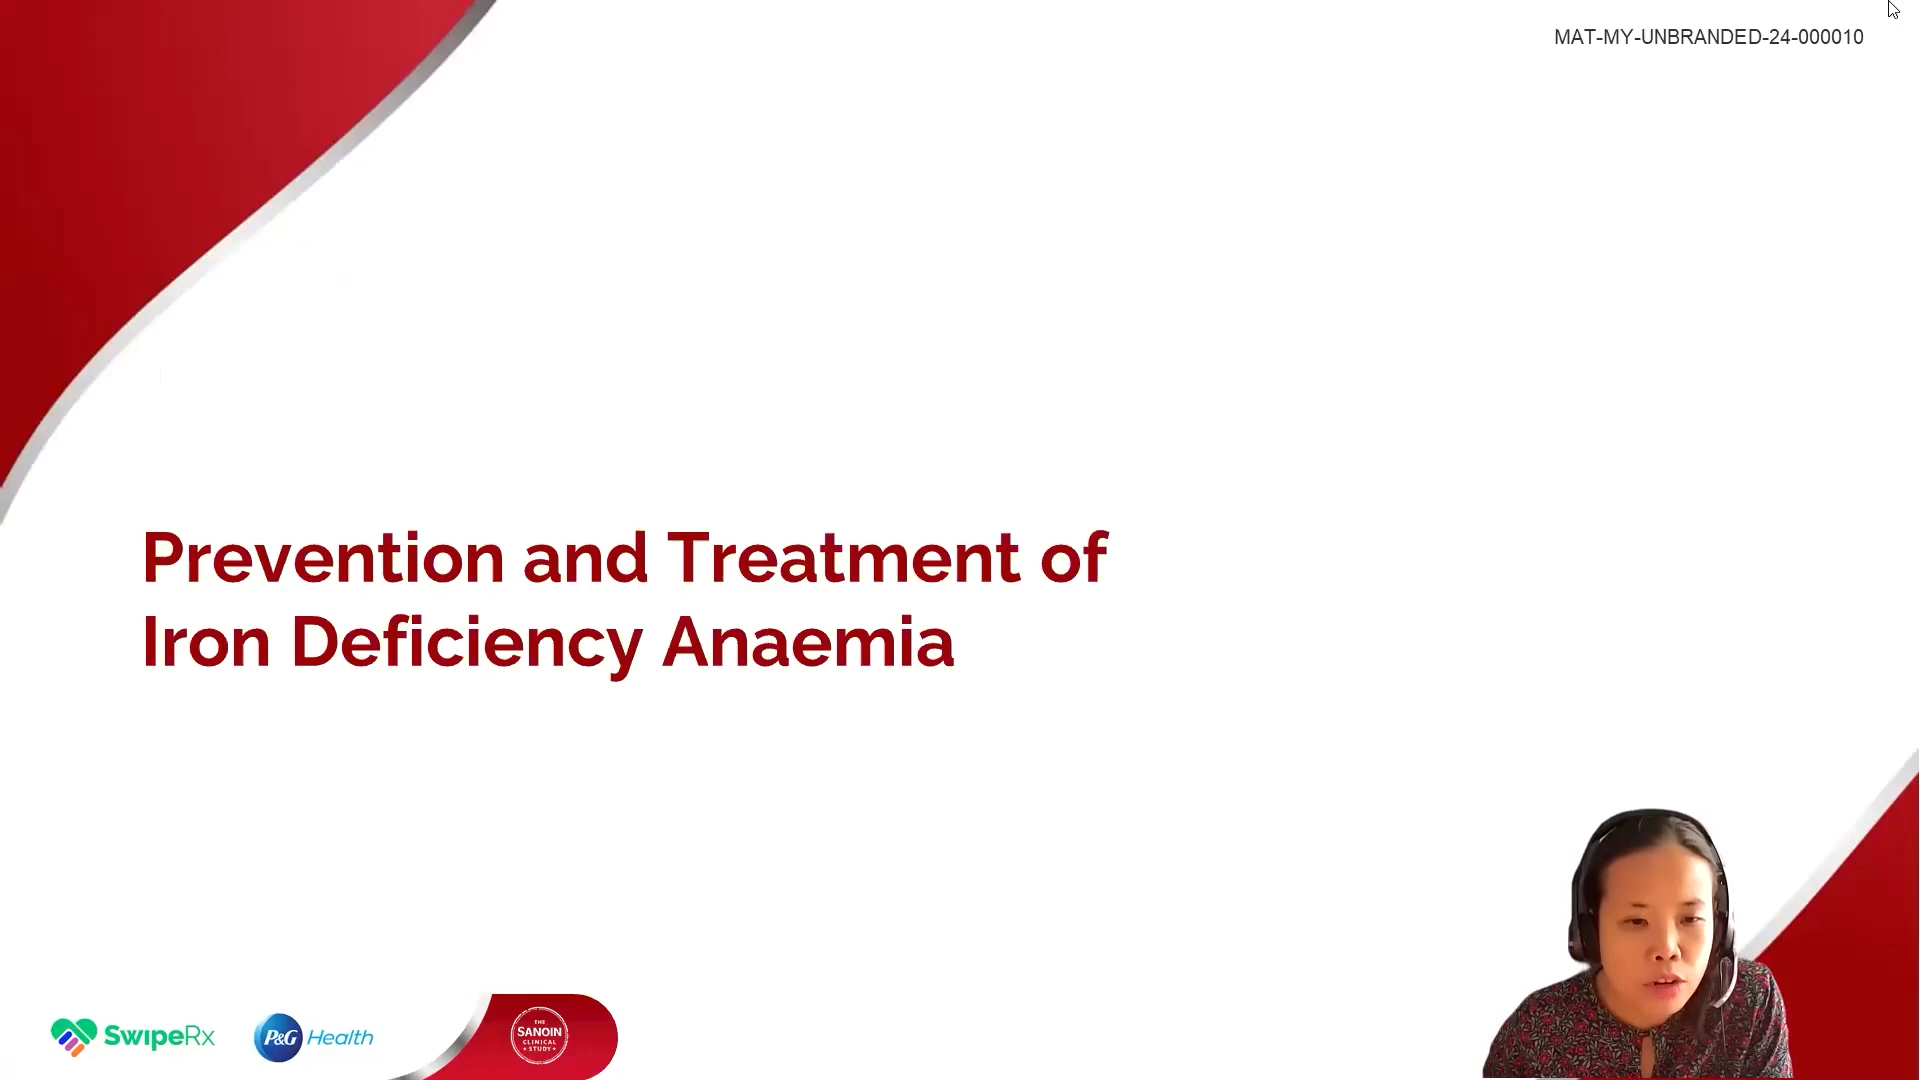 MAT-MY-UNBRANDED-24-000010
Prevention and Treatment of
Iron Deficiency Anaemia
SwipeRx
P&G Health
THE
SANOIN
CLINICAL
STUDY